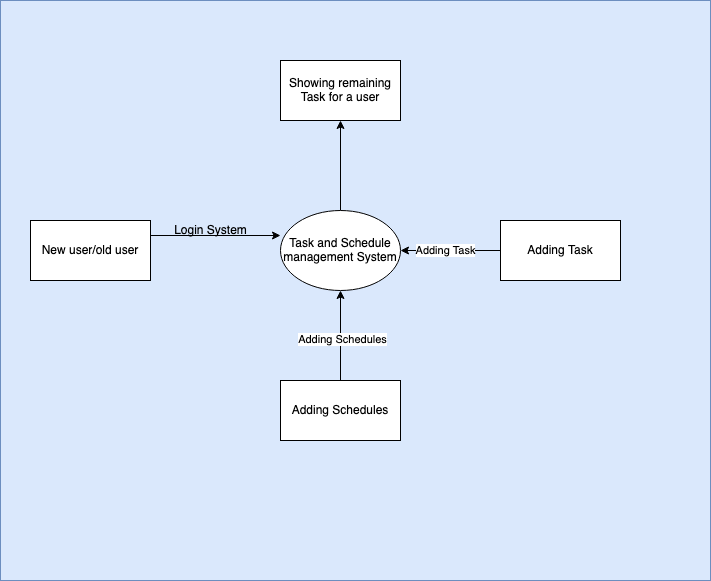 Showing remaining
Task for a user
Login System
New user/old user
Task and Schedule
management System
Adding Task
Adding Task
Adding Schedules
Adding Schedules